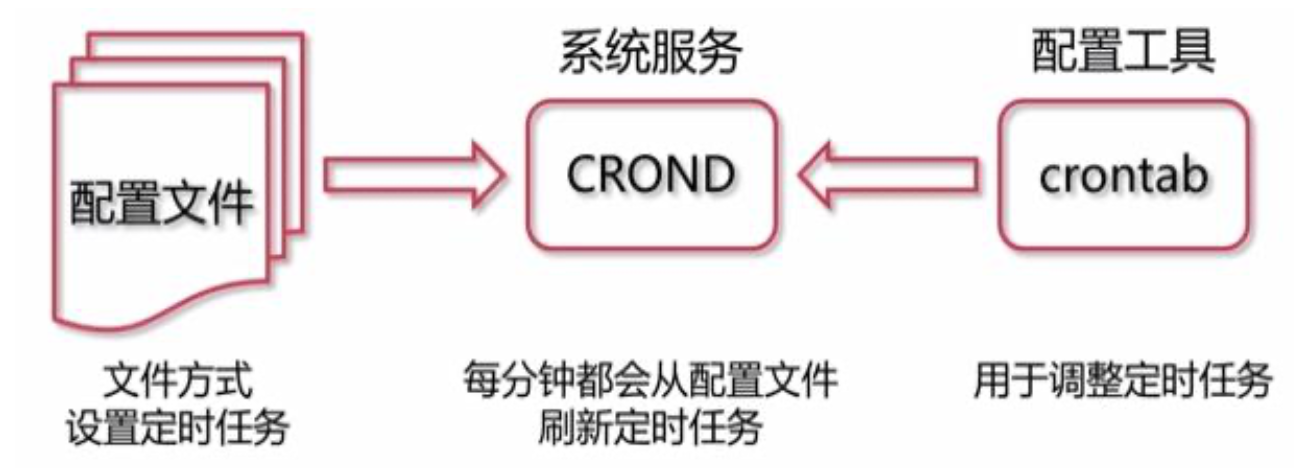 配置文件
文件方式
设置定时任务
系统服务
CROND
每分钟都会从配置文件
刷新定时任务
配置工具
crontab
用于调整定时任务